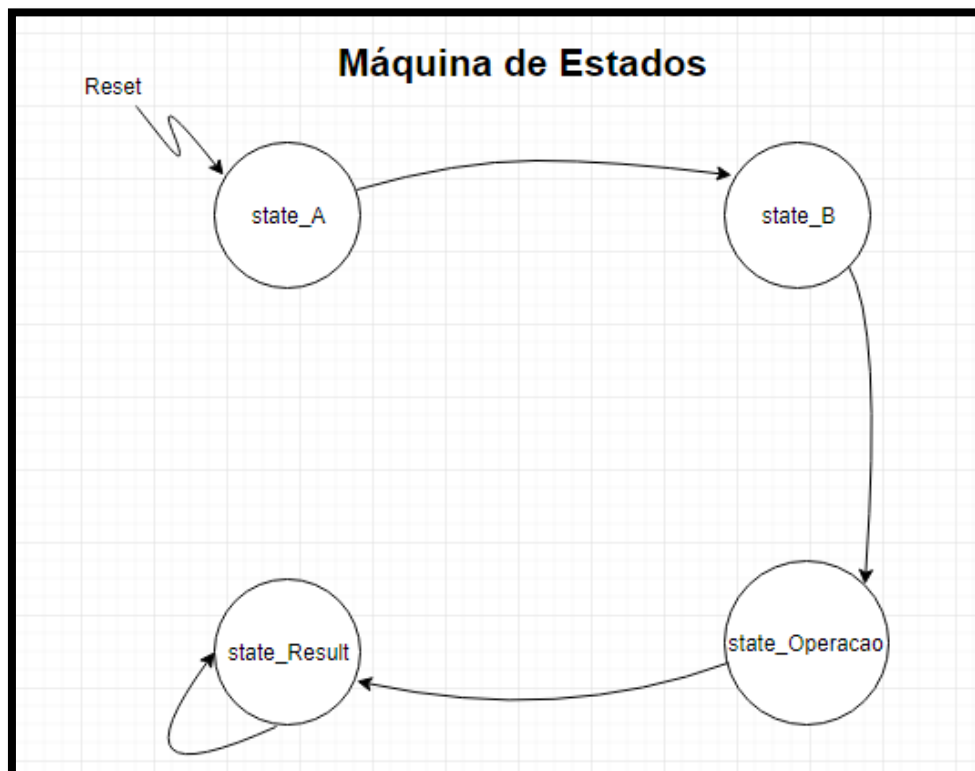 Máquina de Estados
Reset
state_A
state_B
state_Operacao
state_Result